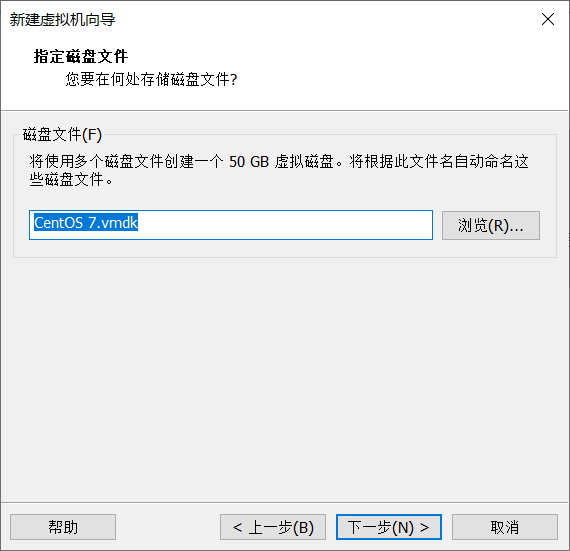 新建虚拟机向导
指定磁盘文件
您要在何处存储磁盘文件?
磁盘文件(F)
将使用多个磁盘文件创建一个 50 GB 虚拟磁盘。将根据此文件名自动命名这
些磁盘文件。
CentOS 7.vmdk
浏览(R)...
帮助
< 上一步(B)
下一步(N) >
取消